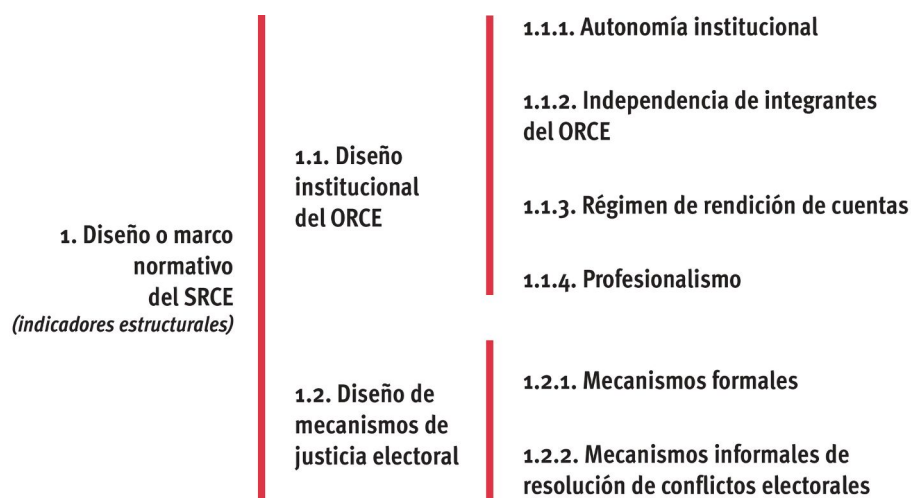 1. Diseño o marco
normativo
del SRCE
(indicadores estructurales)
1.1. Diseño
institucional
del ORCE
1.1.1. Autonomía institucional
1.1.2. Independencia de integrantes
del ORCE
1.1.3. Régimen de rendición de cuentas
1.1.4. Profesionalismo
1.2. Diseño de
mecanismos de
justicia electoral
1.2.1. Mecanismos formales
1.2.2. Mecanismos informales de
resolución de conflictos electorales